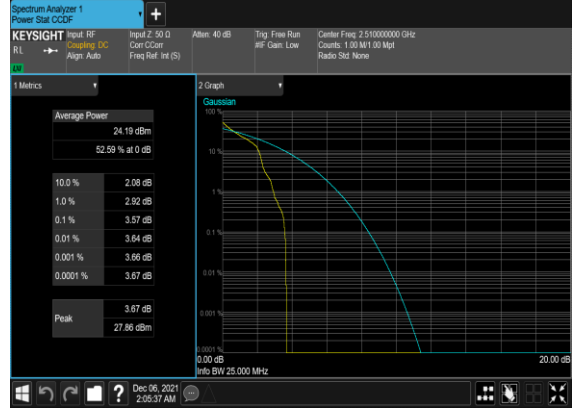 Spectrum Analyzer 1
Power Stat CCDF
KEYSIGHT
RL
Input: RF
Coupling: DC
Align: Auto
Input Z: 50 Ω
Corr CCorr
Freq Ref: Int (S)
Atten: 40 dB
Trig: Free Run
#IF Gain: Low
Center Freq: 2.510000000 GHz
Counts: 1.00 M/1.00 Mpt
Radio Std: None
1 Metrics
Average Power
24.19 dBm
52.59 % at 0 dB
10.0 % 2.08 dB
1.0 % 2.92 dB
0.1 % 3.57 dB
0.01 % 3.64 dB
0.001 % 3.66 dB
0.0001 % 3.67 dB
Peak
3.67 dB
27.86 dBm
2 Graph
Gaussian
100 %
10 %
1 %
0.1 %
0.01 %
0.001 %
0.0001 %
0.00 dB 20.00 dB
Info BW 25.000 MHz
Dec 06, 2021
2:05:37 AM